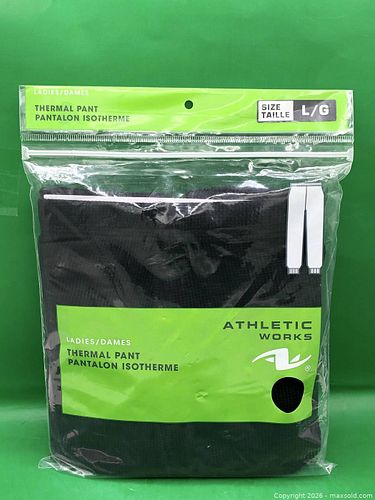 LADIES/DAMES
THERMAL PANT
PANTALON ISOTHERME
SIZE
TAILLE
L/G
ATHLETIC
WORKS
®
LADIES/DAMES
THERMAL PANT
PANTALON ISOTHERME
Copyright © 2026 - maxsold.com